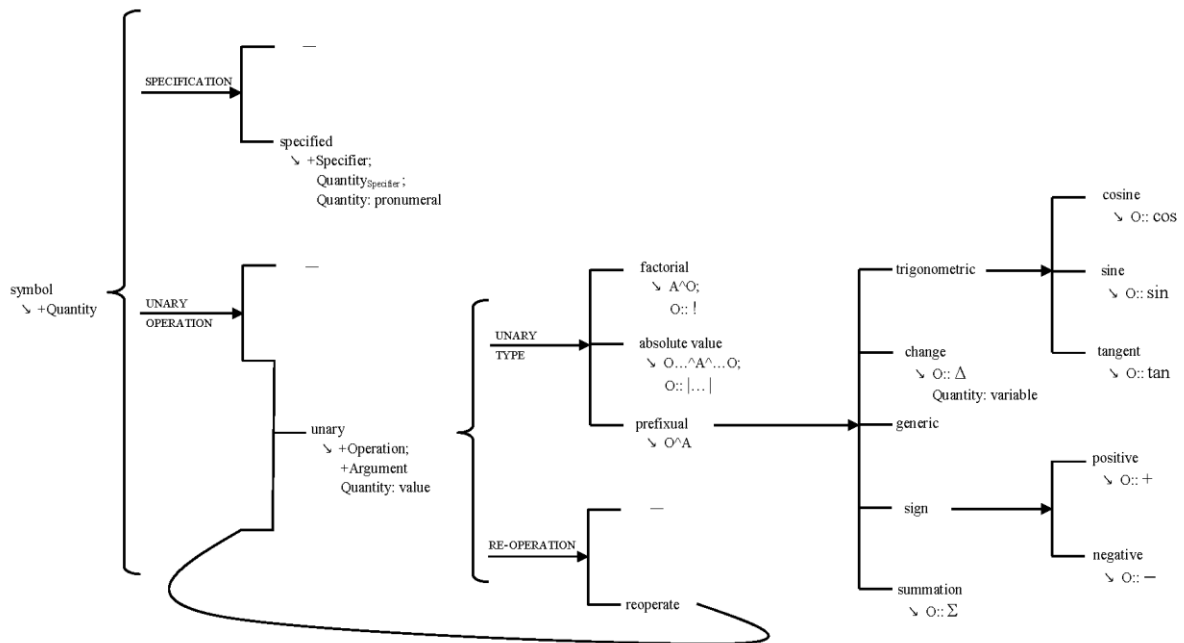 symbol
↘ +Quantity
SPECIFICATION
—
specified
↘ +Specifier;
QuantitySpecifier;
Quantity: pronumeral
UNARY
OPERATION
—
unary
↘ +Operation;
+Argument
Quantity: value
UNARY
TYPE
factorial
↘ A^O;
O:: !
absolute value
↘ O...^A^...O;
O:: |...|
prefixual
↘ O^A
RE-OPERATION
—
reoperate
trigonometric
change
↘ O:: Δ
Quantity: variable
generic
sign
summation
↘ O:: Σ
cosine
↘ O:: cos
sine
↘ O:: sin
tangent
↘ O:: tan
positive
↘ O:: +
negative
↘ O:: −